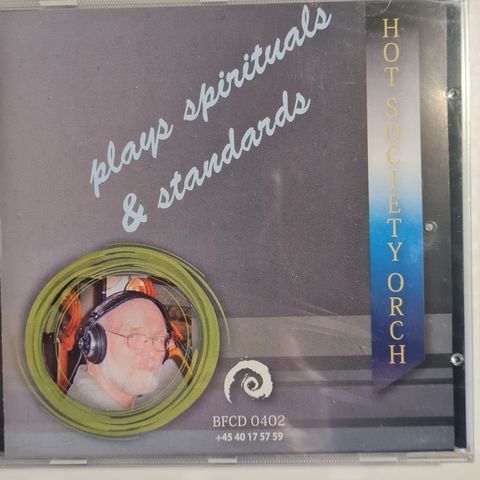 plays spirituals
& standards
HOT SOCIETY ORCH
BFCD 0402
+45 40 17 57 59